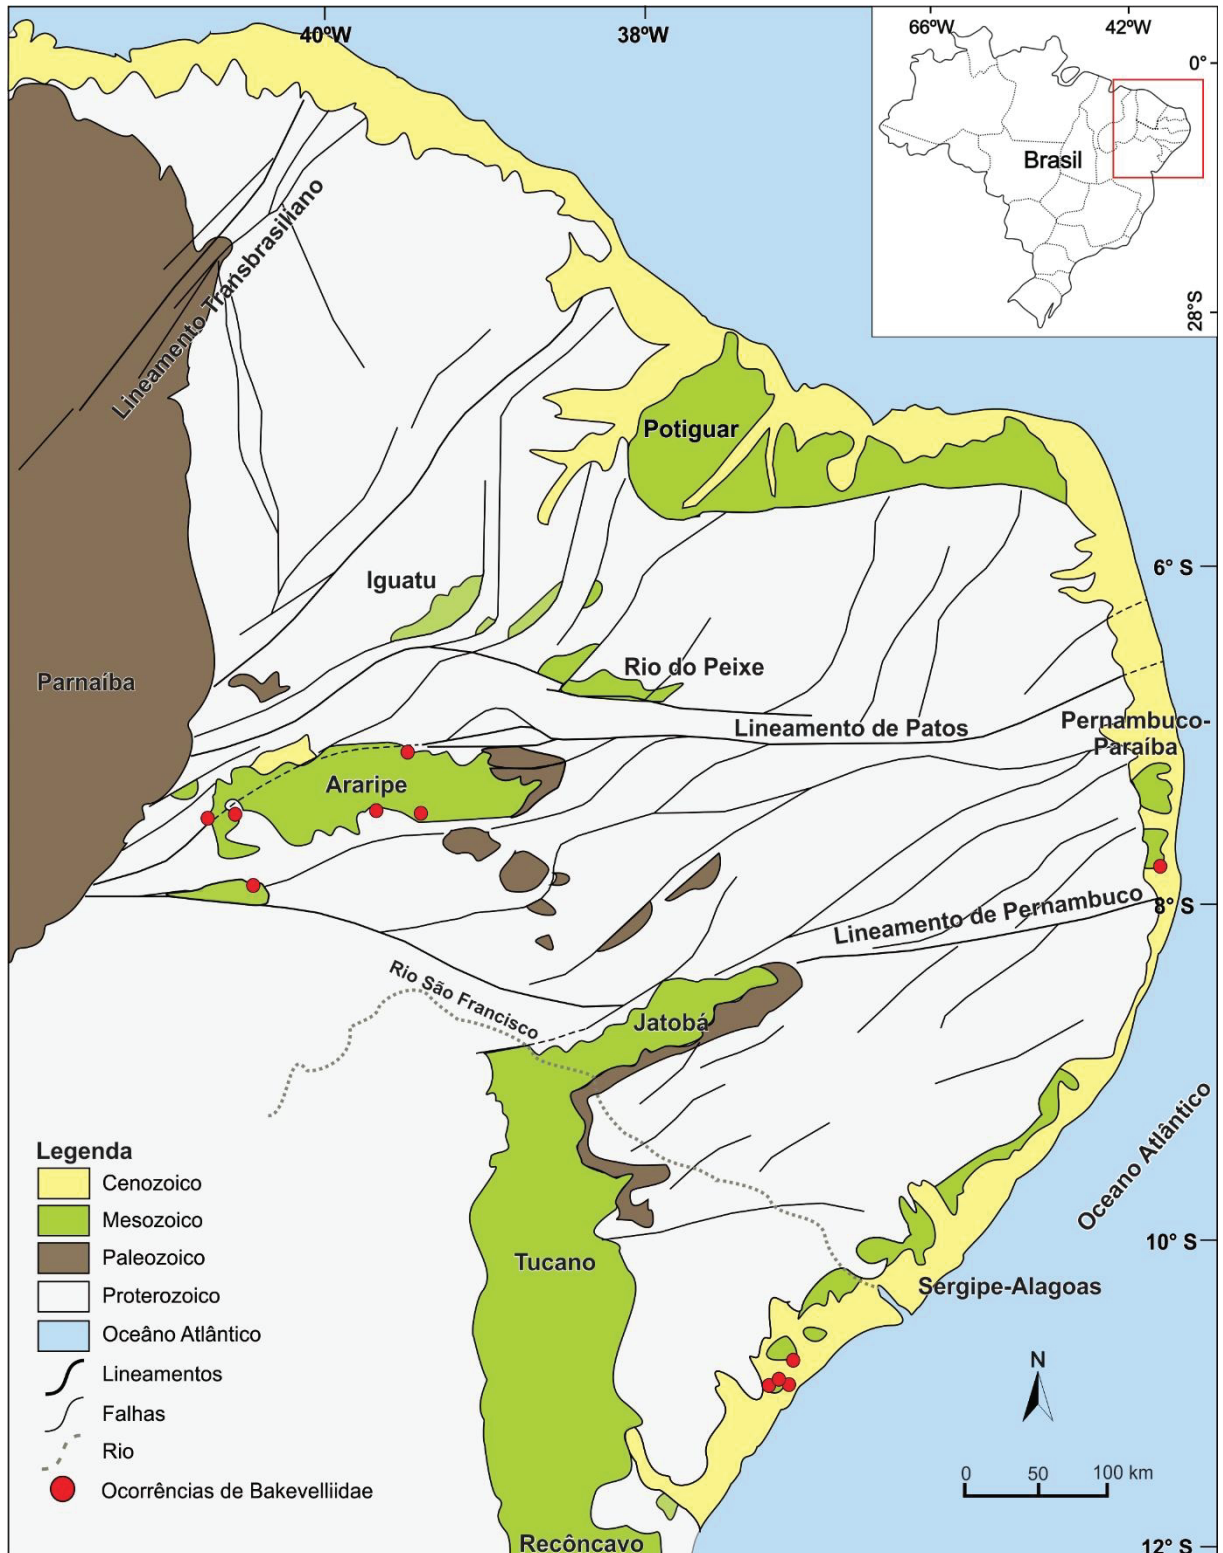 40°W
38°W
66°W
42°W
0°
Brasil
28°S
Lineamento Transbrasiliano
Potiguar
Iguatu
6° S
Rio do Peixe
Parnaíba
Lineamento de Patos
Pernambuco-
Paraíba
Araripe
Lineamento de Pernambuco
8° S
Rio São Francisco
Jatobá
Oceano Atlântico
Legenda
Cenozoico
Mesozoico
Paleozoico
Proterozoico
Oceâno Atlântico
Lineamentos
Falhas
Rio
Ocorrências de Bakevelliidae
Tucano
10° S
Sergipe-Alagoas
N
0 50 100 km
Recôncavo
12° S